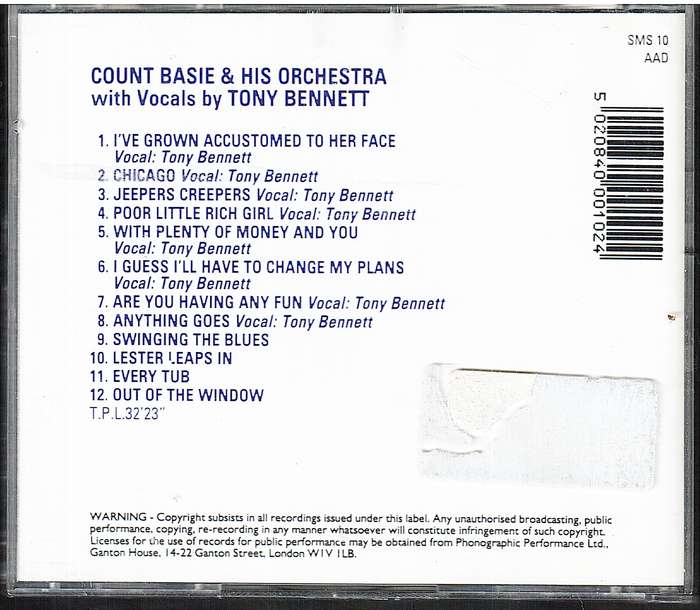 SMS 10
AAD
COUNT BASIE & HIS ORCHESTRA
with Vocals by TONY BENNETT
1. I'VE GROWN ACCUSTOMED TO HER FACE
Vocal: Tony Bennett
2. CHICAGO Vocal: Tony Bennett
3. JEEPERS CREEPERS Vocal: Tony Bennett
4. POOR LITTLE RICH GIRL Vocal: Tony Bennett
5. WITH PLENTY OF MONEY AND YOU
Vocal: Tony Bennett
6. I GUESS I'LL HAVE TO CHANGE MY PLANS
Vocal: Tony Bennett
7. ARE YOU HAVING ANY FUN Vocal: Tony Bennett
8. ANYTHING GOES Vocal: Tony Bennett
9. SWINGING THE BLUES
10. LESTER LEAPS IN
11. EVERY TUB
12. OUT OF THE WINDOW
T.P.L.32'23"
5 020840 001024
WARNING - Copyright subsists in all recordings issued under this label. Any unauthorised broadcasting, public
performance, copying, re-recording in any manner whatsoever will constitute infringement of such copyright.
Licenses for the use of records for public performance may be obtained from Phonographic Performance Ltd.,
Ganton House, 14-22 Ganton Street, London W1V 1LB.